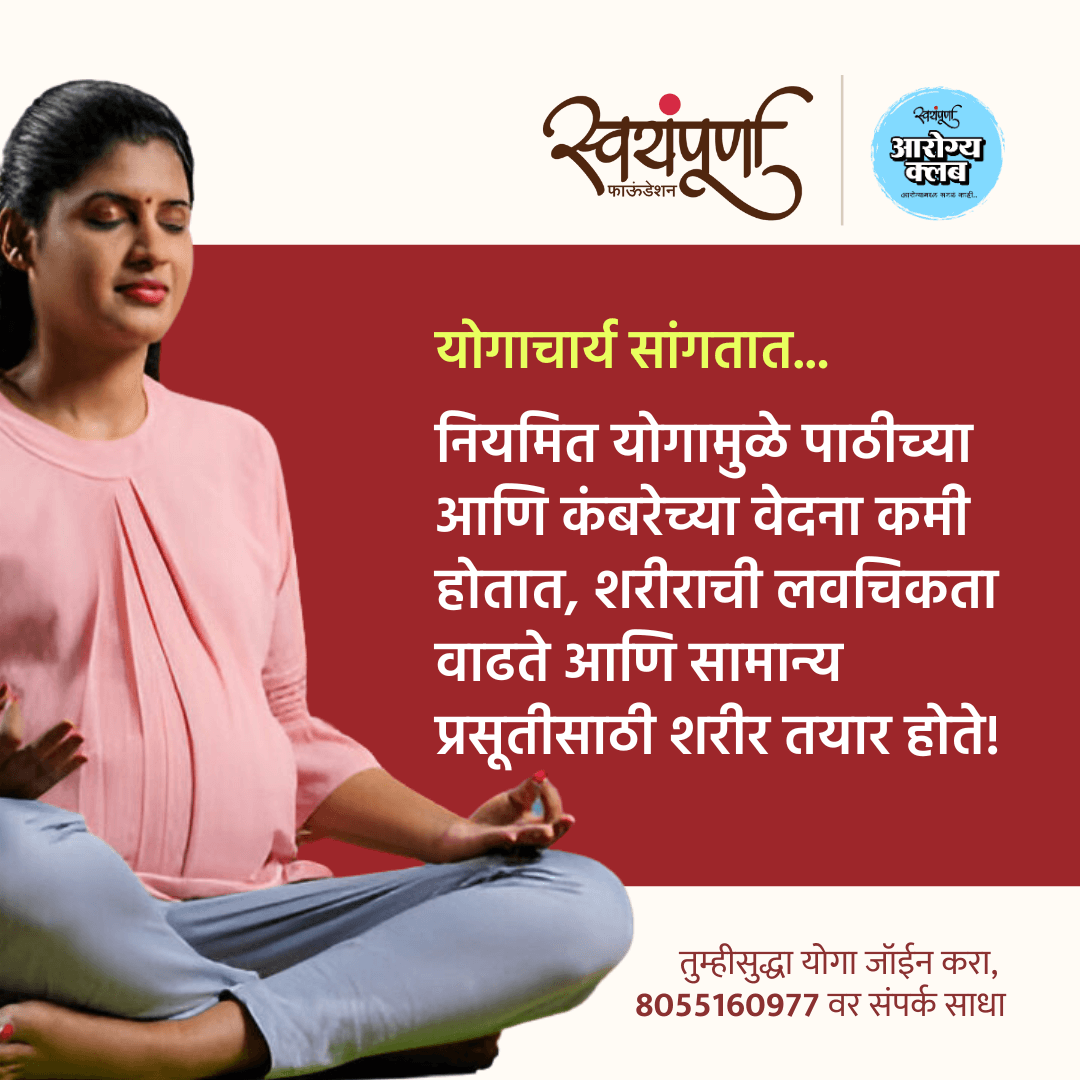 स्वयंपूर्णा
फाऊंडेशन
स्वयंपूर्णा
आरोग्य
क्लब
योगाचार्य सांगतात...
नियमित योगामुळे पाठीच्या
आणि कंबरेच्या वेदना कमी
होतात, शरीराची लवचिकता
वाढते आणि सामान्य
प्रसूतीसाठी शरीर तयार होते!
तुम्हीसुद्धा योगा जॉईन करा,
8055160977 वर संपर्क साधा